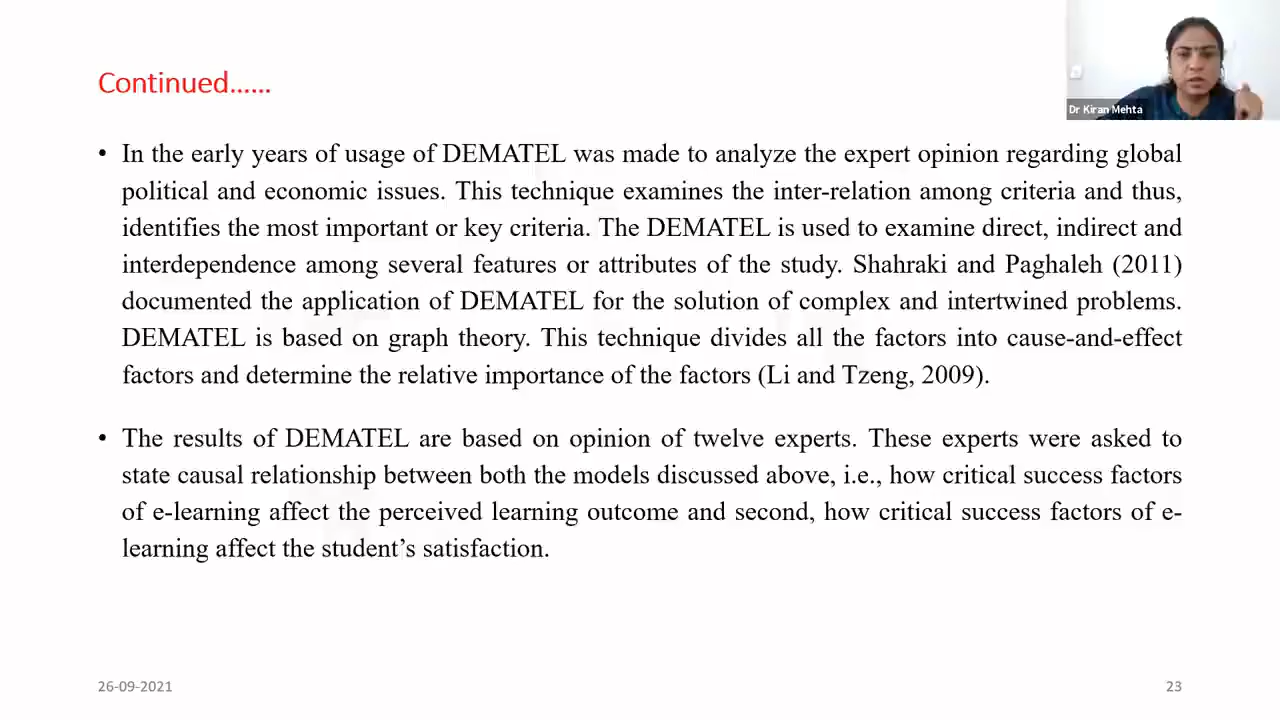 Continued......
Dr Kiran Mehta
• In the early years of usage of DEMATEL was made to analyze the expert opinion regarding global
political and economic issues. This technique examines the inter-relation among criteria and thus,
identifies the most important or key criteria. The DEMATEL is used to examine direct, indirect and
interdependence among several features or attributes of the study. Shahraki and Paghaleh (2011)
documented the application of DEMATEL for the solution of complex and intertwined problems.
DEMATEL is based on graph theory. This technique divides all the factors into cause-and-effect
factors and determine the relative importance of the factors (Li and Tzeng, 2009).
• The results of DEMATEL are based on opinion of twelve experts. These experts were asked to
state causal relationship between both the models discussed above, i.e., how critical success factors
of e-learning affect the perceived learning outcome and second, how critical success factors of e-
learning affect the student’s satisfaction.
26-09-2021
23